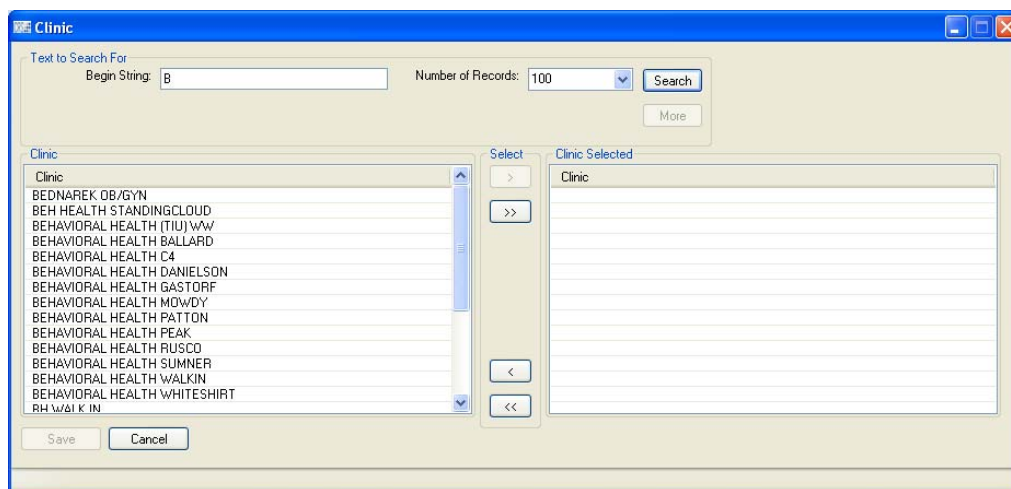 Clinic
Text to Search For
Begin String: B Number of Records: 100 Search
More
Clinic Select Clinic Selected
Clinic > Clinic
BEDNAREK OB/GYN
BEH HEALTH STANDINGCLOUD
>>
BEHAVIORAL HEALTH (TIU) WW
BEHAVIORAL HEALTH BALLARD
BEHAVIORAL HEALTH C4
BEHAVIORAL HEALTH DANIELSON
BEHAVIORAL HEALTH GASTORF
BEHAVIORAL HEALTH MOWDY
BEHAVIORAL HEALTH PATTON
BEHAVIORAL HEALTH PEAK
BEHAVIORAL HEALTH RUSCO
BEHAVIORAL HEALTH SUMNER
<
BEHAVIORAL HEALTH WALKIN
BEHAVIORAL HEALTH WHITESHIRT
BH WALK IN
<<
Save Cancel